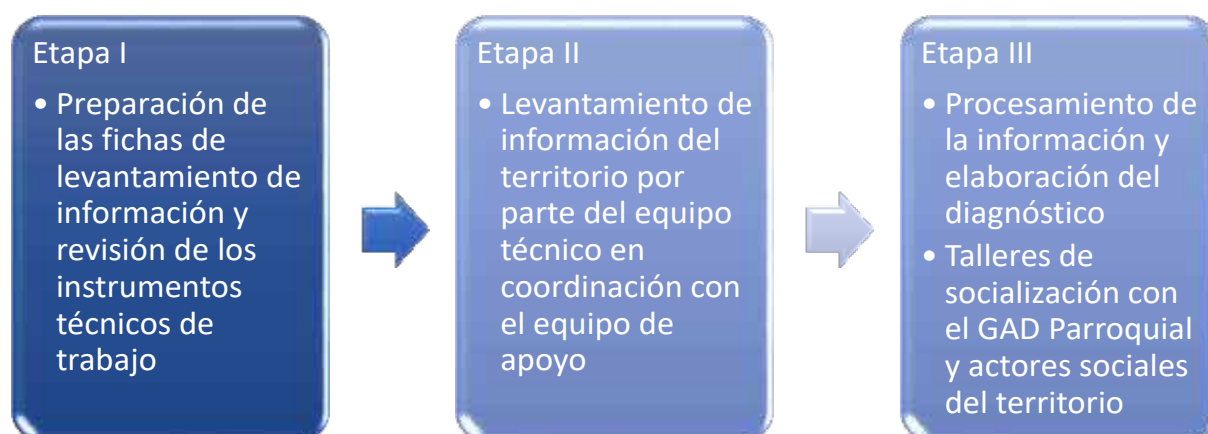 Etapa I
• Preparación de
las fichas de
levantamiento de
información y
revisión de los
instrumentos
técnicos de
trabajo
Etapa II
• Levantamiento de
información del
territorio por
parte del equipo
técnico en
coordinación con
el equipo de
apoyo
Etapa III
• Procesamiento de
la información y
elaboración del
diagnóstico
• Talleres de
socialización con
el GAD Parroquial
y actores sociales
del territorio